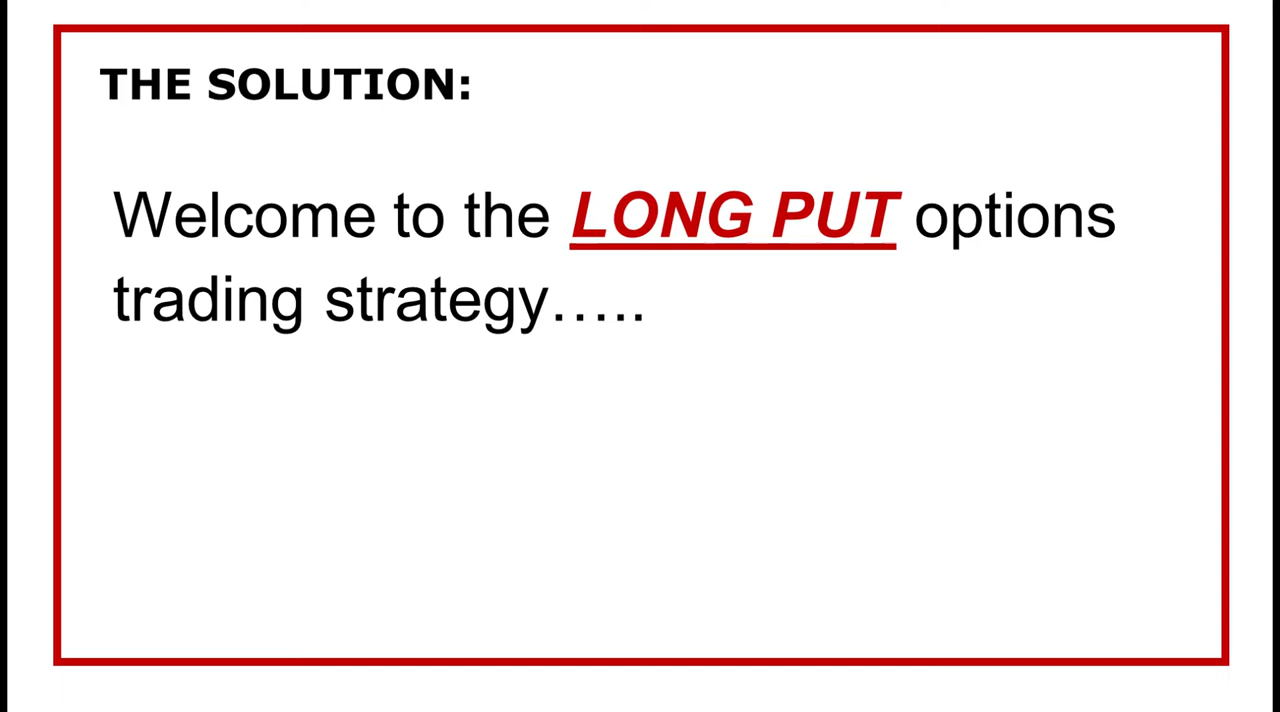 THE SOLUTION:
Welcome to the LONG PUT options
trading strategy…..